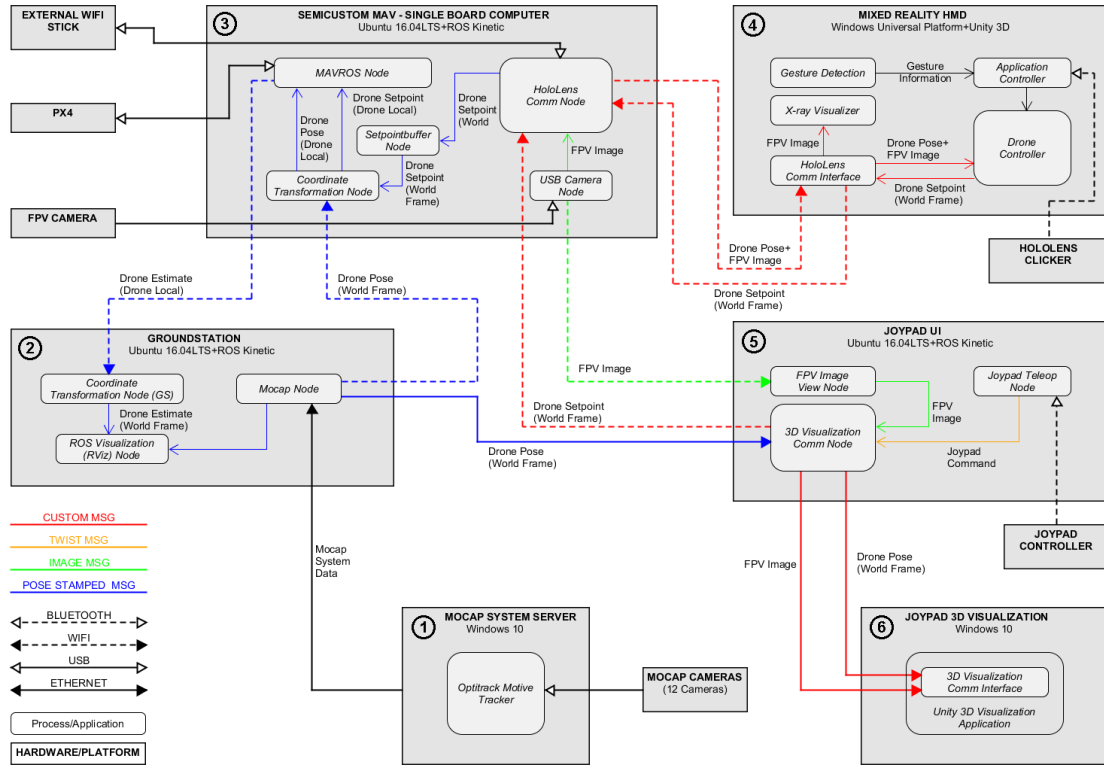 EXTERNAL WIFI
STICK
PX4
FPV CAMERA
3
SEMICUSTOM MAV - SINGLE BOARD COMPUTER
Ubuntu 16.04LTS+ROS Kinetic
MAVROS Node
HoloLens
Comm Node
Drone Setpoint
(Drone Local)
Drone
Pose
(Drone
Local)
Setpointbuffer
Node
Drone
Setpoint
(World
Drone
Setpoint
(World
Frame)
Coordinate
Transformation Node
FPV Image
USB Camera
Node
4
MIXED REALITY HMD
Windows Universal Platform+Unity 3D
Gesture Detection
Gesture
Information
Application
Controller
X-ray Visualizer
FPV Image
HoloLens
Comm Interface
Drone Pose+
FPV Image
Drone Setpoint
(World Frame)
Drone
Controller
HOLOLENS
CLICKER
Drone Pose+
FPV Image
Drone Setpoint
(World Frame)
Drone Estimate
(Drone Local)
Drone Pose
(World Frame)
2
GROUNDSTATION
Ubuntu 16.04LTS+ROS Kinetic
Coordinate
Transformation Node (GS)
Mocap Node
Drone Estimate
(World Frame)
ROS Visualization
(RViz) Node
FPV Image
Drone Setpoint
(World Frame)
Drone Pose
(World Frame)
5
JOYPAD UI
Ubuntu 16.04LTS+ROS Kinetic
FPV Image
View Node
Joypad Teleop
Node
FPV
Image
3D Visualization
Comm Node
Joypad
Command
JOYPAD
CONTROLLER
CUSTOM MSG
TWIST MSG
IMAGE MSG
POSE STAMPED MSG
BLUETOOTH
WIFI
USB
ETHERNET
Process/Application
HARDWARE/PLATFORM
Mocap
System
Data
1
MOCAP SYSTEM SERVER
Windows 10
Optitrack Motive
Tracker
MOCAP CAMERAS
(12 Cameras)
FPV Image
Drone Pose
(World Frame)
6
JOYPAD 3D VISUALIZATION
Windows 10
3D Visualization
Comm Interface
Unity 3D Visualization
Application